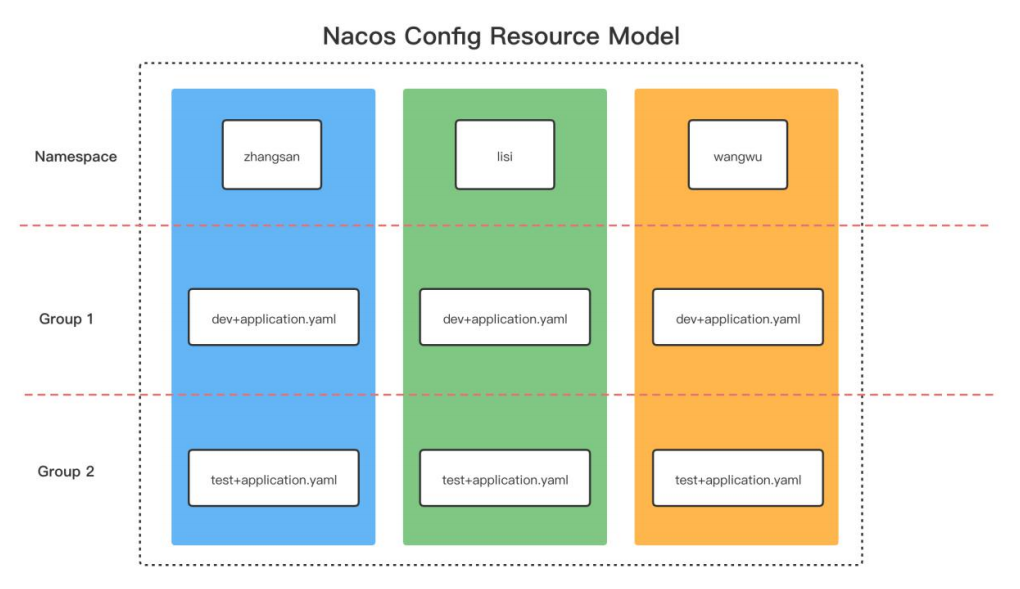 Nacos Config Resource Model
Namespace
zhangsan
lisi
wangwu
Group 1
dev+application.yaml
dev+application.yaml
dev+application.yaml
Group 2
test+application.yaml
test+application.yaml
test+application.yaml